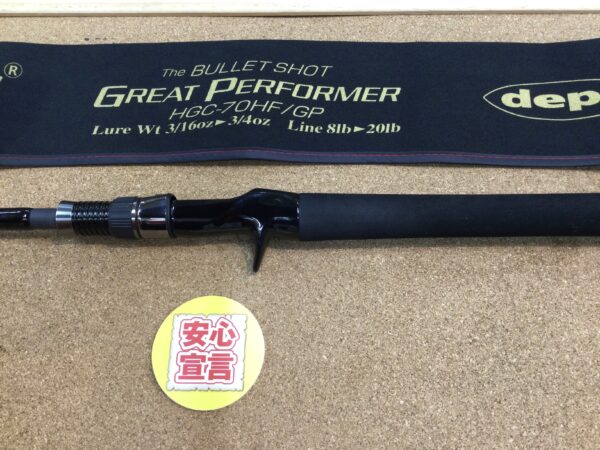 ®
The BULLET SHOT
GREAT PERFORMER
HGC-70HF/GP
Lure Wt 3/16oz▶3/4oz Line 8lb▶20lb
dep
安心
宣言